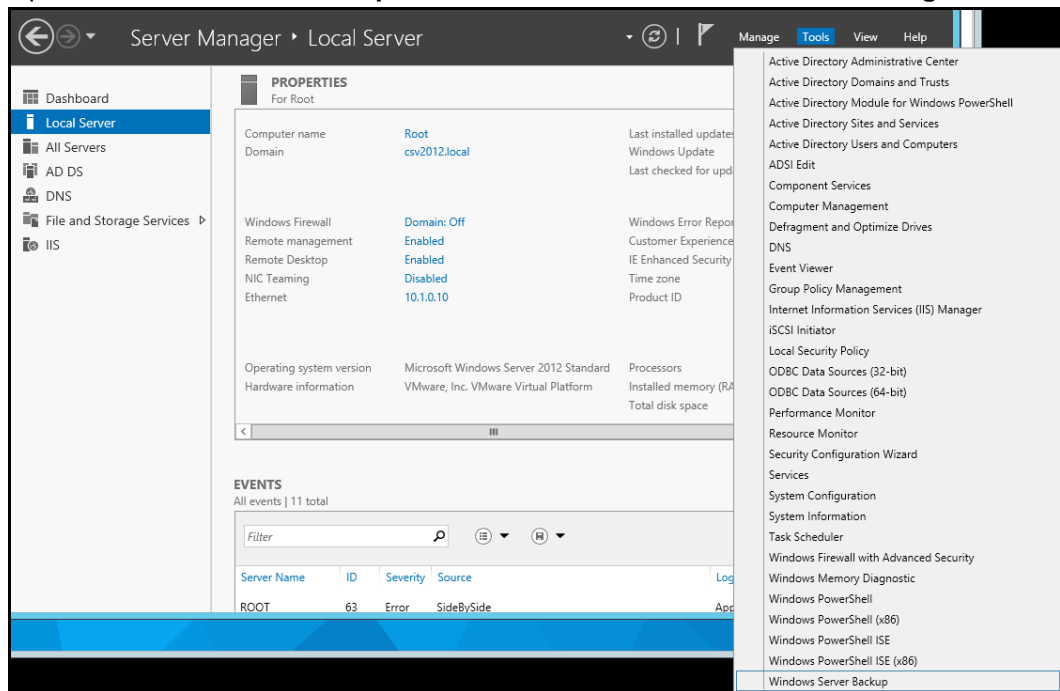 Server Manager ‣ Local Server
Manage Tools View Help
Dashboard
Local Server
All Servers
AD DS
DNS
File and Storage Services
IIS
PROPERTIES
For Root
Computer name Root Last installed updates
Domain csv2012.local Windows Update
Last checked for upd
Windows Firewall Domain: Off Windows Error Repor
Remote management Enabled Customer Experience
Remote Desktop Enabled IE Enhanced Security
NIC Teaming Disabled Time zone
Ethernet 10.1.0.10 Product ID
Operating system version Microsoft Windows Server 2012 Standard Processors
Hardware information VMware, Inc. VMware Virtual Platform Installed memory (RA
Total disk space
EVENTS
All events | 11 total
Filter
Server Name ID Severity Source Log
ROOT 63 Error SideBySide App
Active Directory Administrative Center
Active Directory Domains and Trusts
Active Directory Module for Windows PowerShell
Active Directory Sites and Services
Active Directory Users and Computers
ADSI Edit
Component Services
Computer Management
Defragment and Optimize Drives
DNS
Event Viewer
Group Policy Management
Internet Information Services (IIS) Manager
iSCSI Initiator
Local Security Policy
ODBC Data Sources (32-bit)
ODBC Data Sources (64-bit)
Performance Monitor
Resource Monitor
Security Configuration Wizard
Services
System Configuration
System Information
Task Scheduler
Windows Firewall with Advanced Security
Windows Memory Diagnostic
Windows PowerShell
Windows PowerShell (x86)
Windows PowerShell ISE
Windows PowerShell ISE (x86)
Windows Server Backup